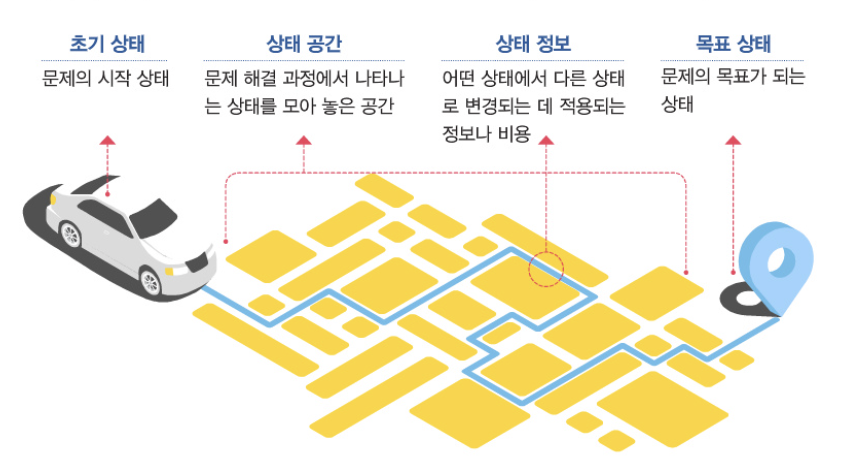 초기 상태
문제의 시작 상태
상태 공간
문제 해결 과정에서 나타나
는 상태를 모아 놓은 공간
상태 정보
어떤 상태에서 다른 상태
로 변경되는 데 적용되는
정보나 비용
목표 상태
문제의 목표가 되는
상태